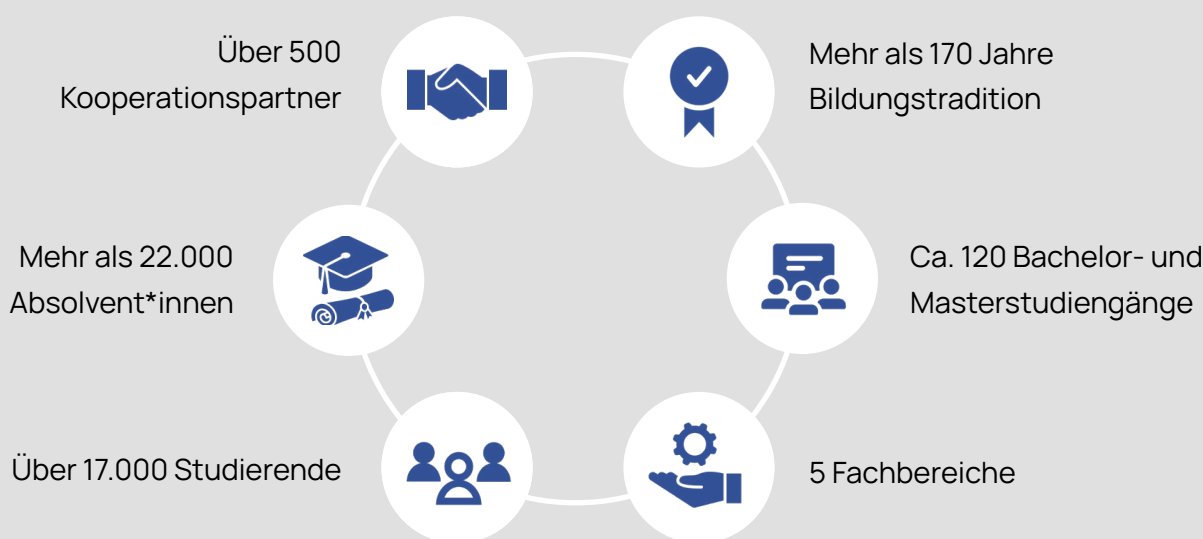 Über 500
Kooperationspartner
Mehr als 170 Jahre
Bildungstradition
Mehr als 22.000
Absolvent*innen
Ca. 120 Bachelor- und
Masterstudiengänge
Über 17.000 Studierende
5 Fachbereiche